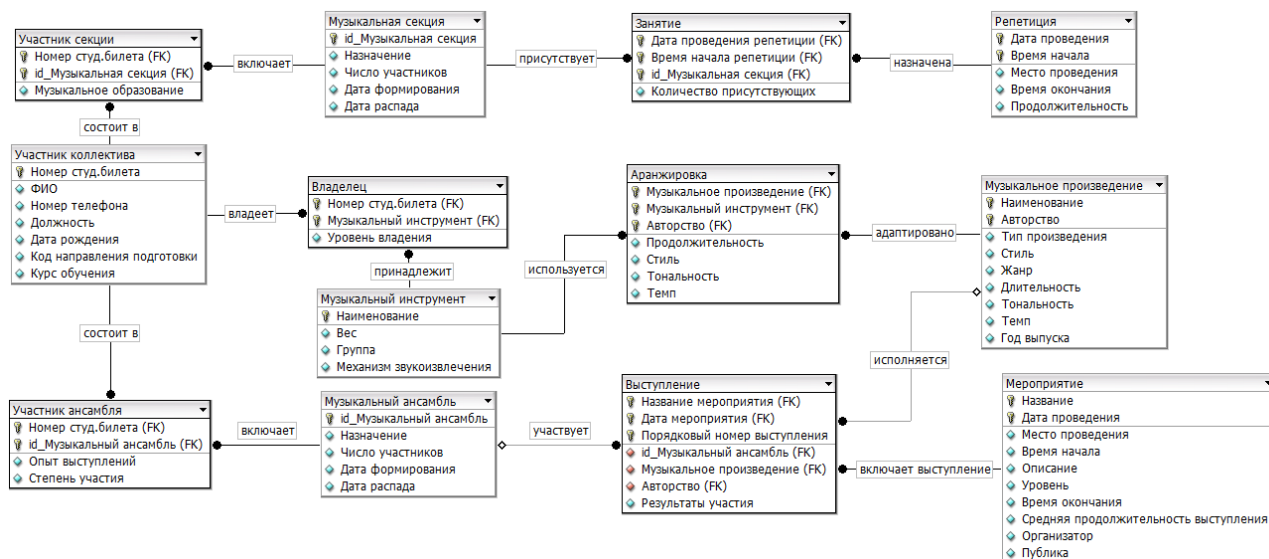 Участник секции
Номер студ.билета (FK)
id_Музыкальная секция (FK)
Музыкальное образование
включает
Музыкальная секция
id_Музыкальная секция
Назначение
Число участников
Дата формирования
Дата распада
присутствует
Занятие
Дата проведения репетиции (FK)
Время начала репетиции (FK)
id_Музыкальная секция (FK)
Количество присутствующих
назначена
Репетиция
Дата проведения
Время начала
Место проведения
Время окончания
Продолжительность
состоит в
Участник коллектива
Номер студ.билета
ФИО
Номер телефона
Должность
Дата рождения
Код направления подготовки
Курс обучения
владеет
Владелец
Номер студ.билета (FK)
Музыкальный инструмент (FK)
Уровень владения
принадлежит
Музыкальный инструмент
Наименование
Вес
Группа
Механизм звукоизвлечения
используется
Аранжировка
Музыкальное произведение (FK)
Музыкальный инструмент (FK)
Авторство (FK)
Продолжительность
Стиль
Тональность
Темп
адаптировано
Музыкальное произведение
Наименование
Авторство
Тип произведения
Стиль
Жанр
Длительность
Тональность
Темп
Год выпуска
исполняется
состоит в
Участник ансамбля
Номер студ.билета (FK)
id_Музыкальный ансамбль (FK)
Опыт выступлений
Степень участия
включает
Музыкальный ансамбль
id_Музыкальный ансамбль
Назначение
Число участников
Дата формирования
Дата распада
участвует
Выступление
Название мероприятия (FK)
Дата мероприятия (FK)
Порядковый номер выступления
id_Музыкальный ансамбль (FK)
Музыкальное произведение (FK)
Авторство (FK)
Результаты участия
включает выступление
Мероприятие
Название
Дата проведения
Место проведения
Время начала
Описание
Уровень
Время окончания
Средняя продолжительность выступления
Организатор
Публика